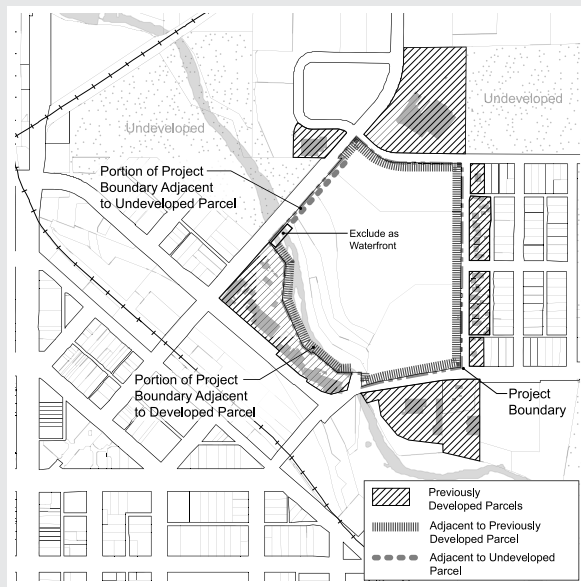 Undeveloped
Undeveloped
Portion of Project
Boundary Adjacent
to Undeveloped Parcel
Exclude as
Waterfront
Portion of Project
Boundary Adjacent
to Developed Parcel
Project
Boundary
Previously
Developed Parcels
Adjacent to Previously
Developed Parcel
Adjacent to Undeveloped
Parcel